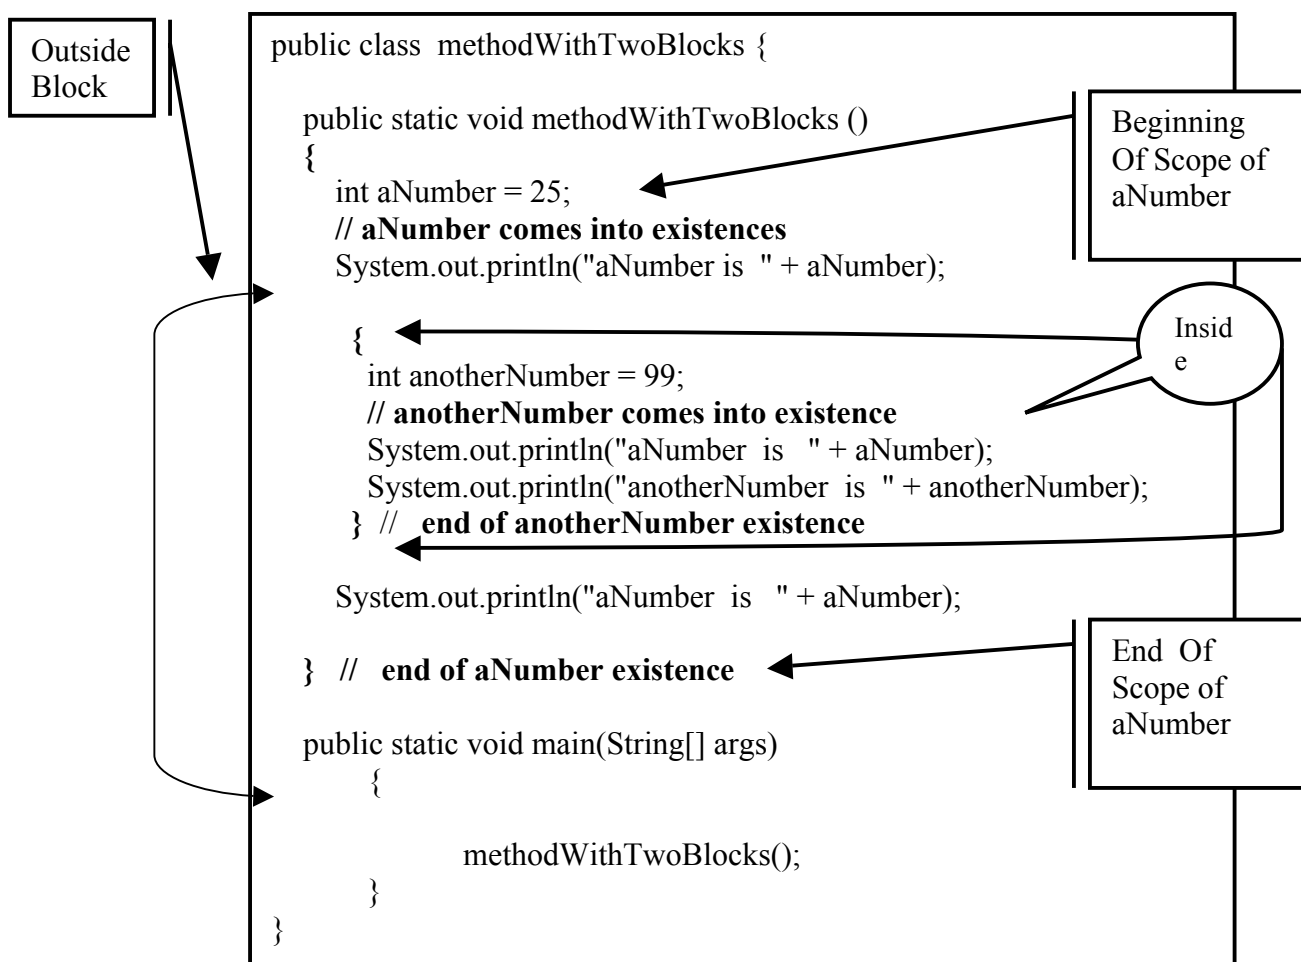 Outside
Block
public class  methodWithTwoBlocks {
public static void methodWithTwoBlocks ()
{
int aNumber = 25;
// aNumber comes into existences
System.out.println("aNumber is  " + aNumber);
{
int anotherNumber = 99;
// anotherNumber comes into existence
System.out.println("aNumber  is   " + aNumber);
System.out.println("anotherNumber  is  " + anotherNumber);
}  //   end of anotherNumber existence
System.out.println("aNumber  is   " + aNumber);
}   //   end of aNumber existence
public static void main(String[] args)
{
methodWithTwoBlocks();
}
}
Beginning
Of Scope of
aNumber
Insid
e
End  Of
Scope of
aNumber